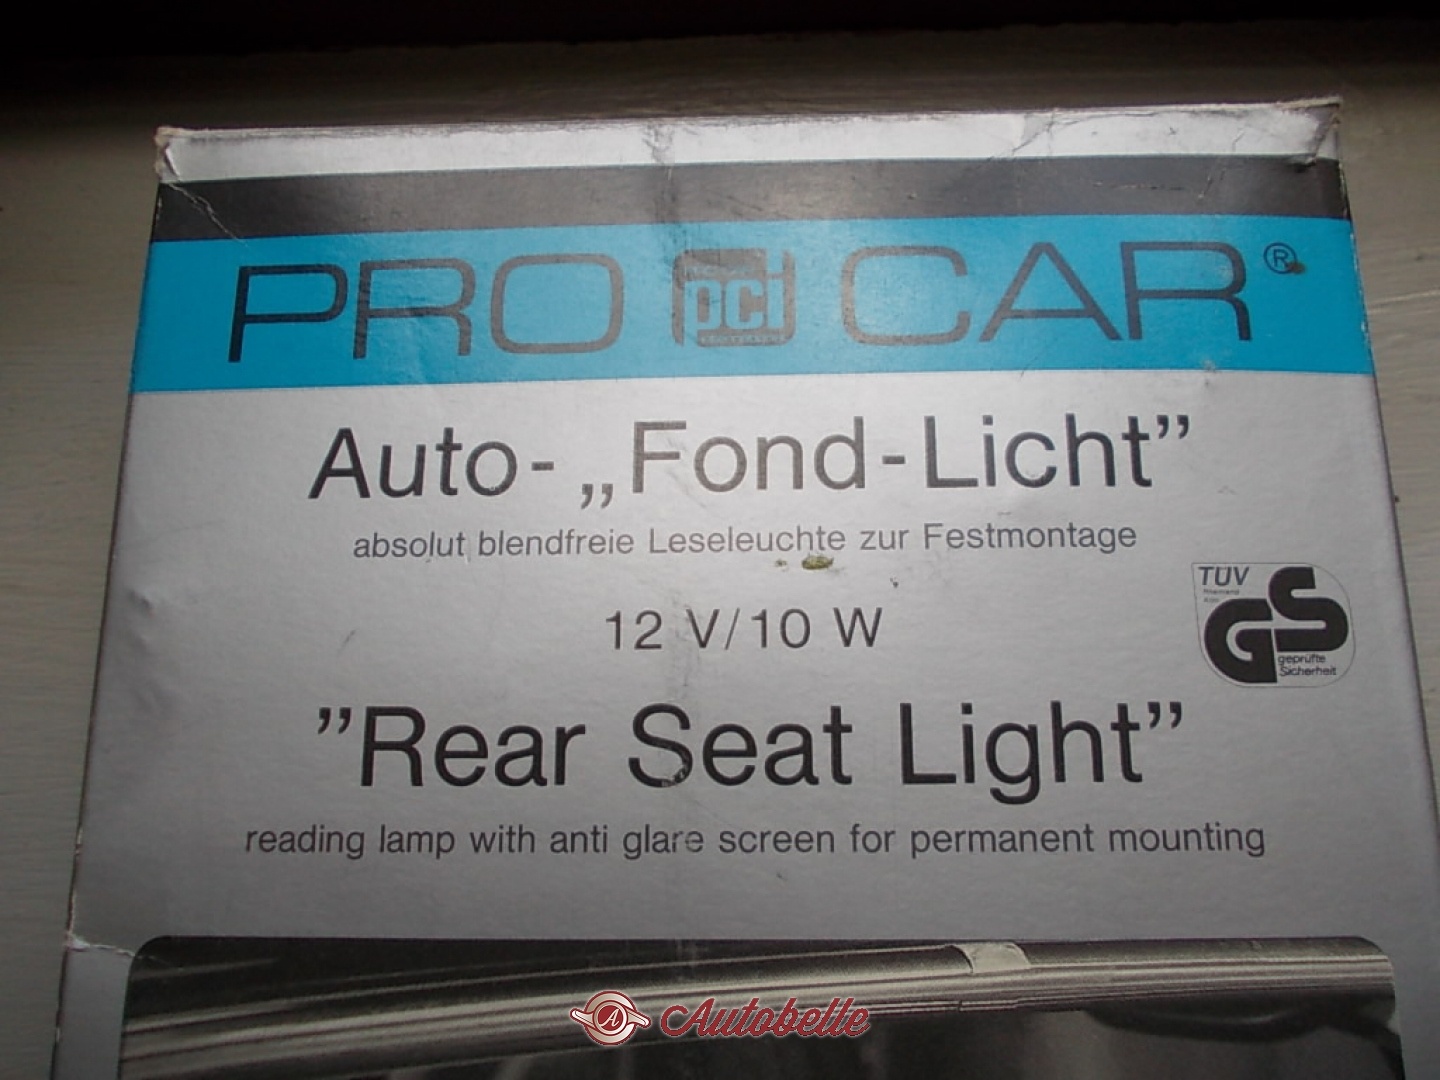 PRO pci CAR®
Auto-„Fond-Licht”
absolut blendfreie Leseleuchte zur Festmontage
12 V/10 W
TÜV
Rheinland
GS
geprüfte
Sicherheit
”Rear Seat Light”
reading lamp with anti glare screen for permanent mounting
A Autobelle